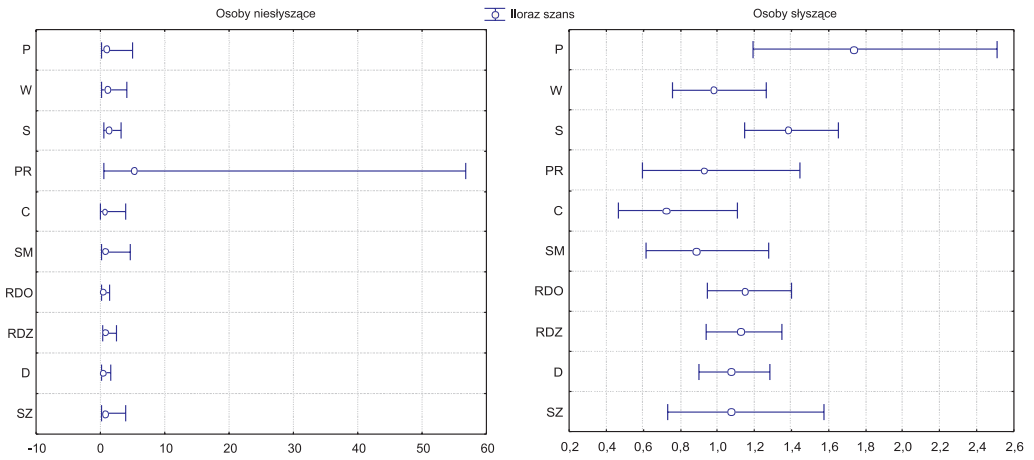 Osoby niesłyszące
Iloraz szans
Osoby słyszące
P
W
S
PR
C
SM
RDO
RDZ
D
SZ
-10 0 10 20 30 40 50 60
P
W
S
PR
C
SM
RDO
RDZ
D
SZ
0,2 0,4 0,6 0,8 1,0 1,2 1,4 1,6 1,8 2,0 2,2 2,4 2,6